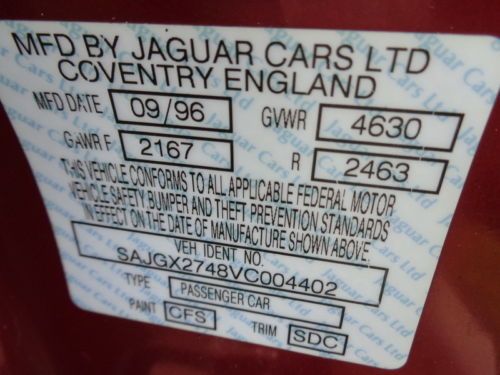 MFD BY JAGUAR CARS LTD
COVENTRY ENGLAND
MFD DATE 09/96 GVWR 4630
GAWR F 2167 R 2463
THIS VEHICLE CONFORMS TO ALL APPLICABLE FEDERAL MOTOR
VEHICLE SAFETY BUMPER AND THEFT PREVENTION STANDARDS
IN EFFECT ON THE DATE OF MANUFACTURE SHOWN ABOVE.
VEH. IDENT NO.
SAJGX2748VC004402
TYPE PASSENGER CAR
PAINT CFS TRIM SDC